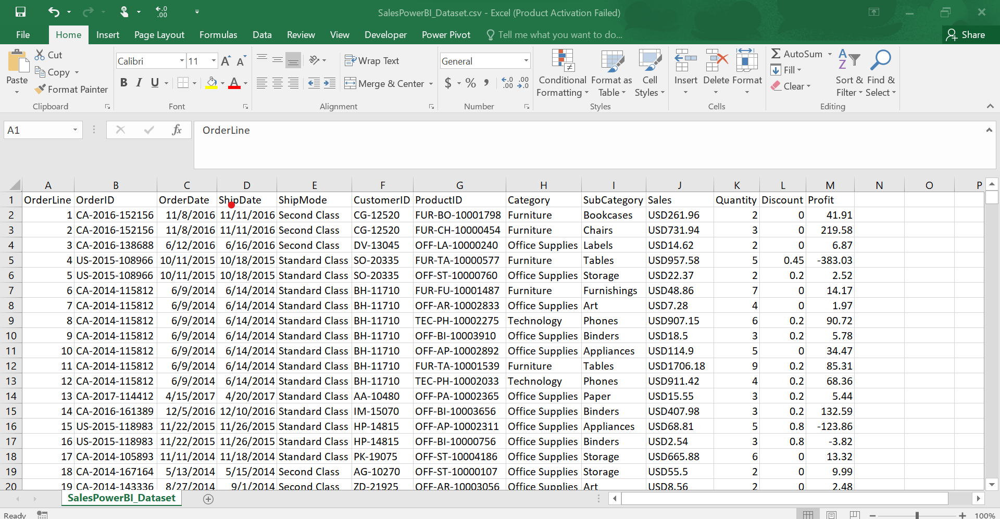 SalesPowerBI_Dataset.csv - Excel (Product Activation Failed)
File Home Insert Page Layout Formulas Data Review View Developer Power Pivot Tell me what you want to do... Share
Paste
Cut
Copy
Format Painter
Clipboard
Calibri 11
B I U
Font
Wrap Text
Merge & Center
Alignment
General
$ % ,
Number
Conditional Formatting
Format as Table
Cell Styles
Styles
Insert Delete Format
Cells
AutoSum
Fill
Clear
Sort & Filter
Find & Select
Editing
A1 fx OrderLine
A B C D E F G H I J K L M N O P
1 OrderLine OrderID OrderDate ShipDate ShipMode CustomerID ProductID Category SubCategory Sales Quantity Discount Profit
2 1 CA-2016-152156 11/8/2016 11/11/2016 Second Class CG-12520 FUR-BO-10001798 Furniture Bookcases USD261.96 2 0 41.91
3 2 CA-2016-152156 11/8/2016 11/11/2016 Second Class CG-12520 FUR-CH-10000454 Furniture Chairs USD731.94 3 0 219.58
4 3 CA-2016-138688 6/12/2016 6/16/2016 Second Class DV-13045 OFF-LA-10000240 Office Supplies Labels USD14.62 2 0 6.87
5 4 US-2015-108966 10/11/2015 10/18/2015 Standard Class SO-20335 FUR-TA-10000577 Furniture Tables USD957.58 5 0.45 -383.03
6 5 US-2015-108966 10/11/2015 10/18/2015 Standard Class SO-20335 OFF-ST-10000760 Office Supplies Storage USD22.37 2 0.2 2.52
7 6 CA-2014-115812 6/9/2014 6/14/2014 Standard Class BH-11710 FUR-FU-10001487 Furniture Furnishings USD48.86 7 0 14.17
8 7 CA-2014-115812 6/9/2014 6/14/2014 Standard Class BH-11710 OFF-AR-10002833 Office Supplies Art USD7.28 4 0 1.97
9 8 CA-2014-115812 6/9/2014 6/14/2014 Standard Class BH-11710 TEC-PH-10002275 Technology Phones USD907.15 6 0.2 90.72
10 9 CA-2014-115812 6/9/2014 6/14/2014 Standard Class BH-11710 OFF-BI-10003910 Office Supplies Binders USD18.5 3 0.2 5.78
11 10 CA-2014-115812 6/9/2014 6/14/2014 Standard Class BH-11710 OFF-AP-10002892 Office Supplies Appliances USD114.9 5 0 34.47
12 11 CA-2014-115812 6/9/2014 6/14/2014 Standard Class BH-11710 FUR-TA-10001539 Furniture Tables USD1706.18 9 0.2 85.31
13 12 CA-2014-115812 6/9/2014 6/14/2014 Standard Class BH-11710 TEC-PH-10002033 Technology Phones USD911.42 4 0.2 68.36
14 13 CA-2017-114412 4/15/2017 4/20/2017 Standard Class AA-10480 OFF-PA-10002365 Office Supplies Paper USD15.55 3 0.2 5.44
15 14 CA-2016-161389 12/5/2016 12/10/2016 Standard Class IM-15070 OFF-BI-10003656 Office Supplies Binders USD407.98 3 0.2 132.59
16 15 US-2015-118983 11/22/2015 11/26/2015 Standard Class HP-14815 OFF-AP-10002311 Office Supplies Appliances USD68.81 5 0.8 -123.86
17 16 US-2015-118983 11/22/2015 11/26/2015 Standard Class HP-14815 OFF-BI-10000756 Office Supplies Binders USD2.54 3 0.8 -3.82
18 17 CA-2014-105893 11/11/2014 11/18/2014 Standard Class PK-19075 OFF-ST-10004186 Office Supplies Storage USD665.88 6 0 13.32
19 18 CA-2014-167164 5/13/2014 5/15/2014 Second Class AG-10270 OFF-ST-10000107 Office Supplies Storage USD55.5 2 0 9.99
20 19 CA-2014-143336 8/27/2014 9/1/2014 Second Class ZD-21925 OFF-AR-10003056 Office Supplies Art USD8.56 2 0 2.48
SalesPowerBI_Dataset
Ready 100%